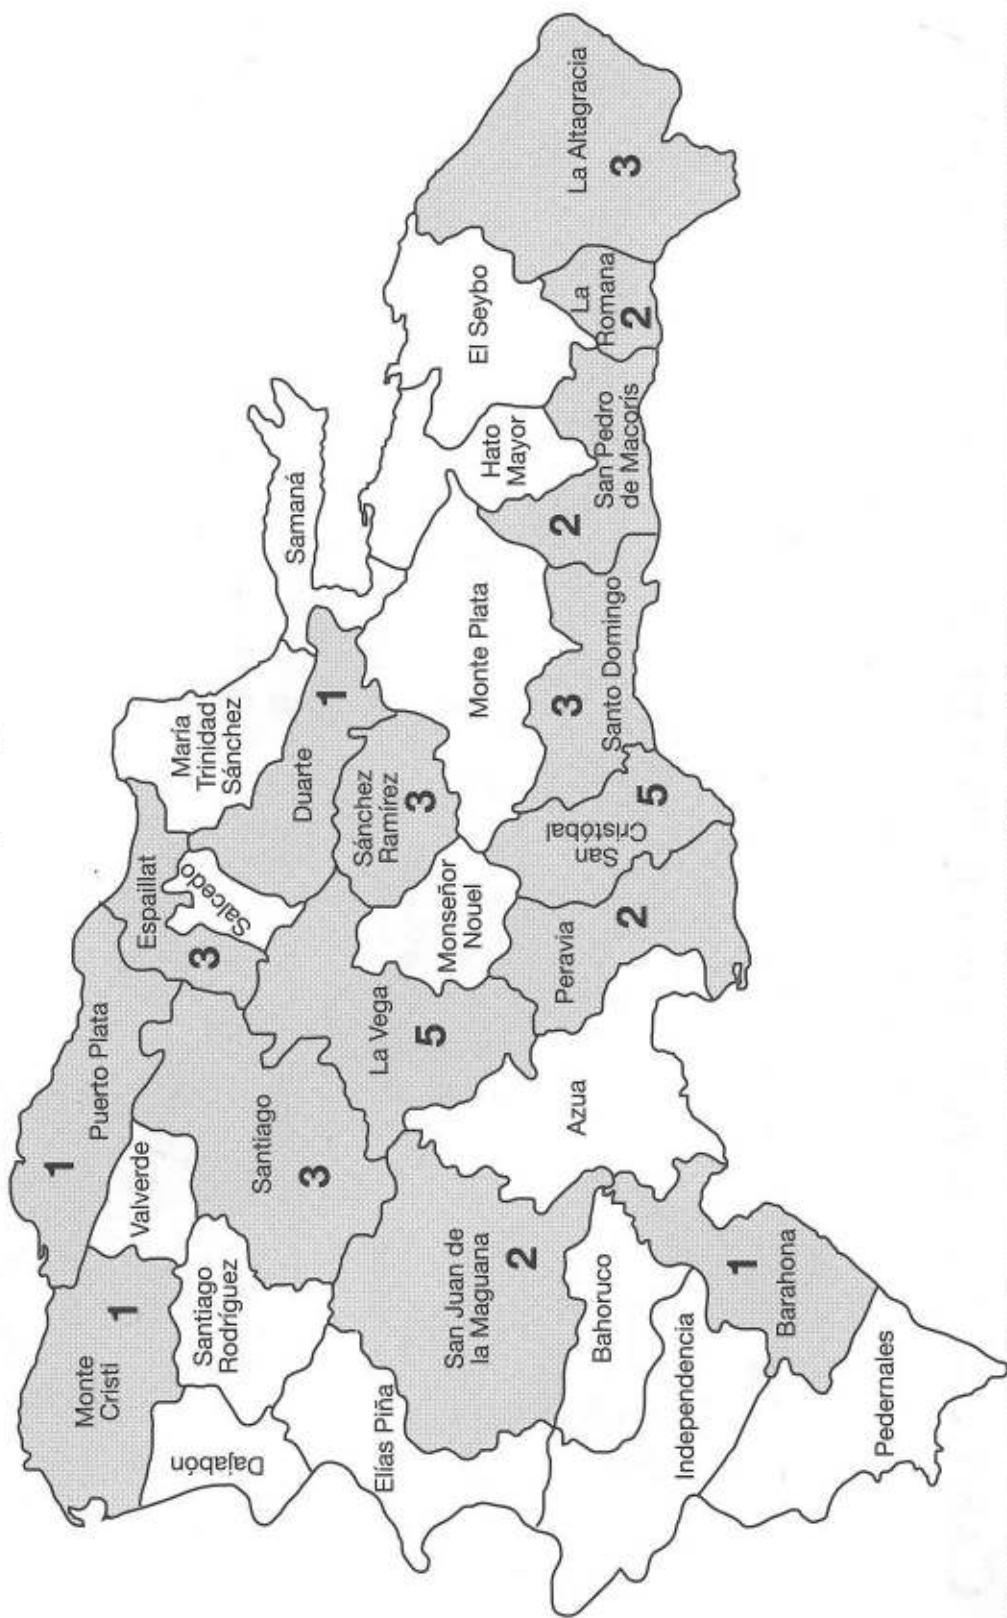 Monte
Cristi
1
Puerto Plata
1
Valverde
Espaillat
3
María
Trinidad
Sánchez
Dajabón
Santiago
Rodríguez
Santiago
3
Salcedo
Duarte
1
Samaná
Elías Piña
San Juan de
la Maguana
2
La Vega
5
Sánchez
Ramírez
3
Monseñor
Nouel
Monte Plata
Hato
Mayor
El Seybo
La Altagracia
3
Bahoruco
Independencia
Azua
Peravia
2
San
Cristóbal
5
Santo Domingo
3
San Pedro
de Macorís
2
La
Romana
2
Barahona
1
Pedernales